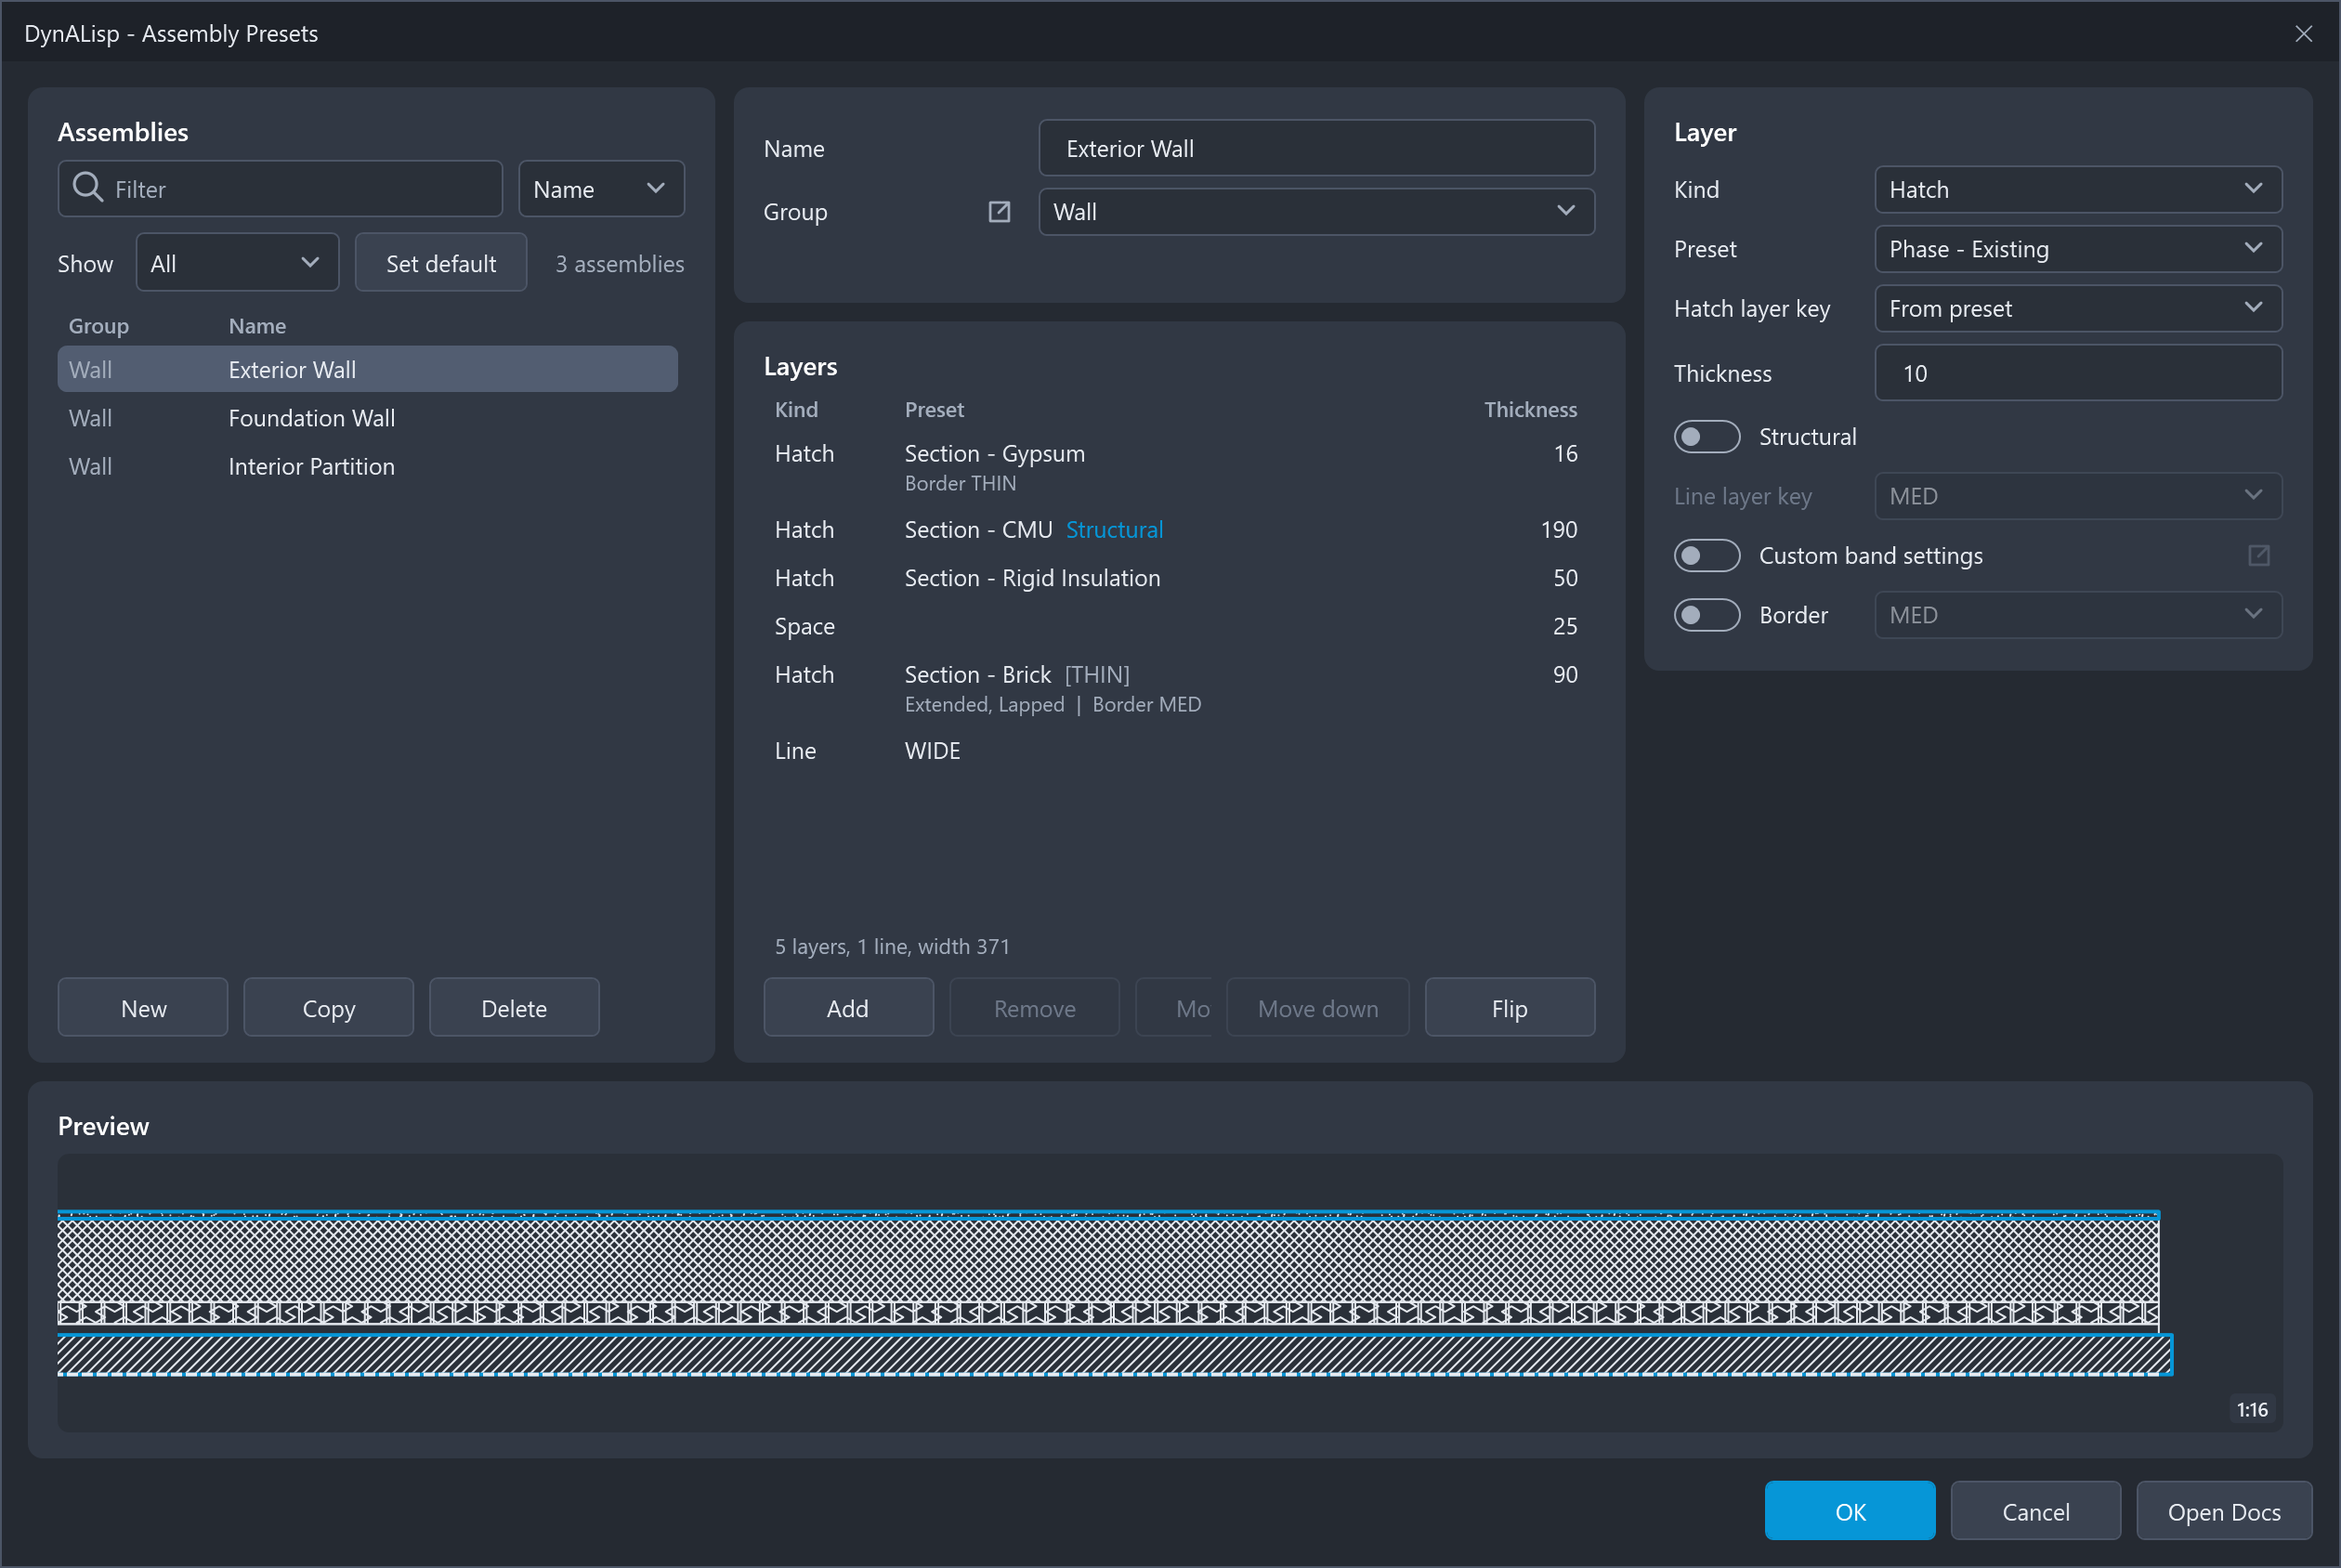 DynALisp - Assembly Presets
Assemblies
Filter
Name
Show
All
Set default
3 assemblies
Group Name
Wall Exterior Wall
Wall Foundation Wall
Wall Interior Partition
New
Copy
Delete
Name
Exterior Wall
Group
Wall
Layers
Kind Preset Thickness
Hatch Section - Gypsum 16
Border THIN
Hatch Section - CMU Structural 190
Hatch Section - Rigid Insulation 50
Space 25
Hatch Section - Brick [THIN] 90
Extended, Lapped | Border MED
Line WIDE
5 layers, 1 line, width 371
Add
Remove
Mo
Move down
Flip
Layer
Kind Hatch
Preset Phase - Existing
Hatch layer key From preset
Thickness 10
Structural
Line layer key MED
Custom band settings
Border MED
Preview
1:16
OK
Cancel
Open Docs